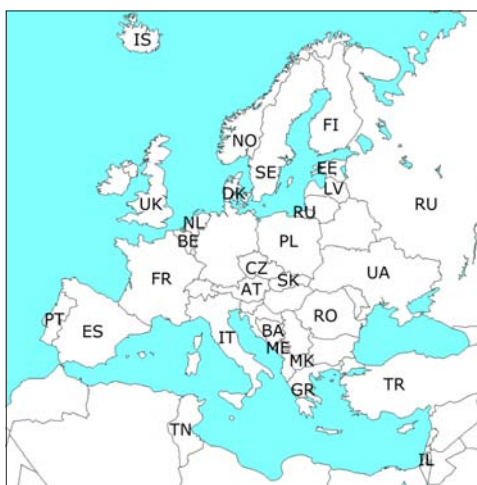 IS
NO
FI
SE
EE
LV
DK
RU
RU
UK
NL
BE
PL
CZ
UA
FR
SK
AT
RO
PT
ES
IT
BA
ME
MK
GR
TR
TN
IL